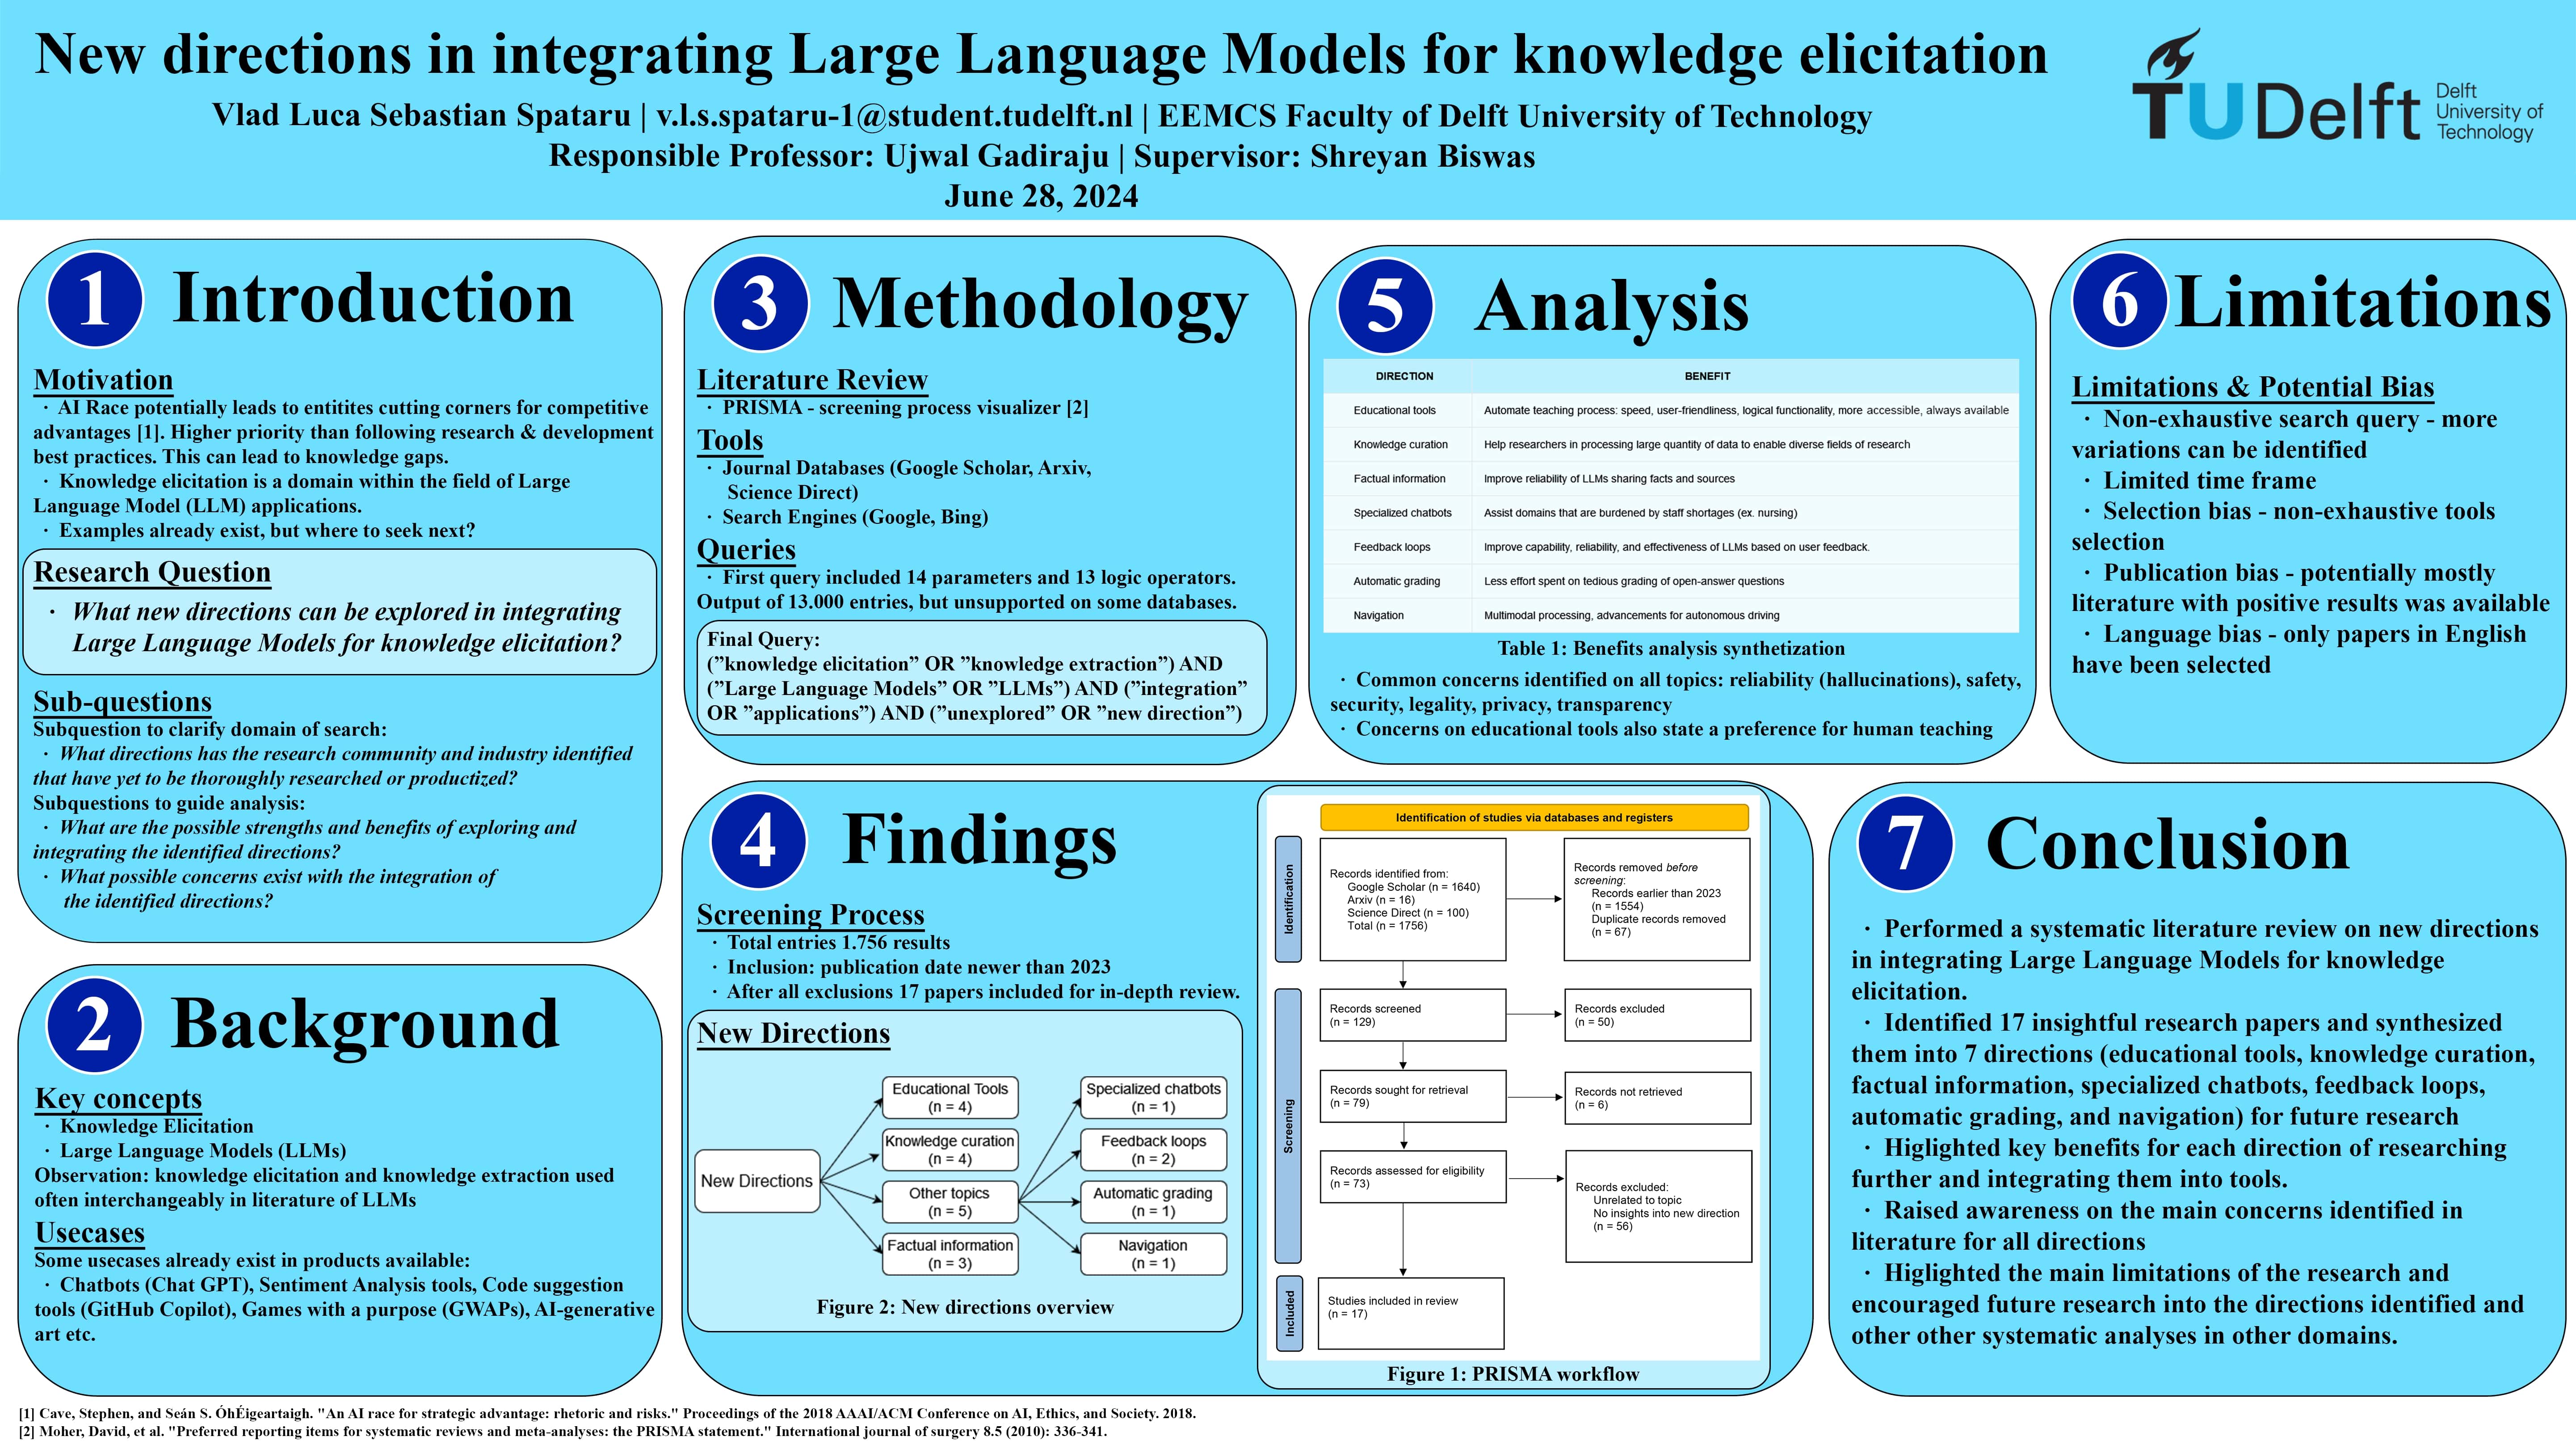 New directions in integrating Large Language Models for knowledge elicitation
Vlad Luca Sebastian Spataru | v.l.s.spataru-1@student.tudelft.nl | EEMCS Faculty of Delft University of Technology
Responsible Professor: Ujwal Gadiraju | Supervisor: Shreyan Biswas
June 28, 2024
TU Delft
Delft
University of
Technology
1 Introduction
Motivation
· AI Race potentially leads to entitites cutting corners for competitive
advantages [1]. Higher priority than following research & development
best practices. This can lead to knowledge gaps.
· Knowledge elicitation is a domain within the field of Large
Language Model (LLM) applications.
· Examples already exist, but where to seek next?
Research Question
· What new directions can be explored in integrating
Large Language Models for knowledge elicitation?
Sub-questions
Subquestion to clarify domain of search:
· What directions has the research community and industry identified
that have yet to be thoroughly researched or productized?
Subquestions to guide analysis:
· What are the possible strengths and benefits of exploring and
integrating the identified directions?
· What possible concerns exist with the integration of
the identified directions?
2 Background
Key concepts
· Knowledge Elicitation
· Large Language Models (LLMs)
Observation: knowledge elicitation and knowledge extraction used
often interchangeably in literature of LLMs
Usecases
Some usecases already exist in products available:
· Chatbots (Chat GPT), Sentiment Analysis tools, Code suggestion
tools (GitHub Copilot), Games with a purpose (GWAPs), AI-generative
art etc.
3 Methodology
Literature Review
· PRISMA - screening process visualizer [2]
Tools
· Journal Databases (Google Scholar, Arxiv,
Science Direct)
· Search Engines (Google, Bing)
Queries
· First query included 14 parameters and 13 logic operators.
Output of 13.000 entries, but unsupported on some databases.
Final Query:
(”knowledge elicitation” OR ”knowledge extraction”) AND
(”Large Language Models” OR ”LLMs”) AND (”integration”
OR ”applications”) AND (”unexplored” OR ”new direction”)
4 Findings
Screening Process
· Total entries 1.756 results
· Inclusion: publication date newer than 2023
· After all exclusions 17 papers included for in-depth review.
New Directions
New Directions
Educational Tools
(n = 4)
Knowledge curation
(n = 4)
Other topics
(n = 5)
Factual information
(n = 3)
Specialized chatbots
(n = 1)
Feedback loops
(n = 2)
Automatic grading
(n = 1)
Navigation
(n = 1)
Figure 2: New directions overview
Identification of studies via databases and registers
Identification
Records identified from:
Google Scholar (n = 1640)
Arxiv (n = 16)
Science Direct (n = 100)
Total (n = 1756)
Records removed before
screening:
Records earlier than 2023
(n = 1554)
Duplicate records removed
(n = 67)
Screening
Records screened
(n = 129)
Records excluded
(n = 50)
Records sought for retrieval
(n = 79)
Records not retrieved
(n = 6)
Records assessed for eligibility
(n = 73)
Records excluded:
Unrelated to topic
No insights into new direction
(n = 56)
Included
Studies included in review
(n = 17)
Figure 1: PRISMA workflow
5 Analysis
DIRECTION BENEFIT
Educational tools Automate teaching process: speed, user-friendliness, logical functionality, more accessible, always available
Knowledge curation Help researchers in processing large quantity of data to enable diverse fields of research
Factual information Improve reliability of LLMs sharing facts and sources
Specialized chatbots Assist domains that are burdened by staff shortages (ex. nursing)
Feedback loops Improve capability, reliability, and effectiveness of LLMs based on user feedback.
Automatic grading Less effort spent on tedious grading of open-answer questions
Navigation Multimodal processing, advancements for autonomous driving
Table 1: Benefits analysis synthetization
· Common concerns identified on all topics: reliability (hallucinations), safety,
security, legality, privacy, transparency
· Concerns on educational tools also state a preference for human teaching
6 Limitations
Limitations & Potential Bias
· Non-exhaustive search query - more
variations can be identified
· Limited time frame
· Selection bias - non-exhaustive tools
selection
· Publication bias - potentially mostly
literature with positive results was available
· Language bias - only papers in English
have been selected
7 Conclusion
· Performed a systematic literature review on new directions
in integrating Large Language Models for knowledge
elicitation.
· Identified 17 insightful research papers and synthesized
them into 7 directions (educational tools, knowledge curation,
factual information, specialized chatbots, feedback loops,
automatic grading, and navigation) for future research
· Higlighted key benefits for each direction of researching
further and integrating them into tools.
· Raised awareness on the main concerns identified in
literature for all directions
· Higlighted the main limitations of the research and
encouraged future research into the directions identified and
other other systematic analyses in other domains.
[1] Cave, Stephen, and Seán S. ÓhÉigeartaigh. "An AI race for strategic advantage: rhetoric and risks." Proceedings of the 2018 AAAI/ACM Conference on AI, Ethics, and Society. 2018.
[2] Moher, David, et al. "Preferred reporting items for systematic reviews and meta-analyses: the PRISMA statement." International journal of surgery 8.5 (2010): 336-341.